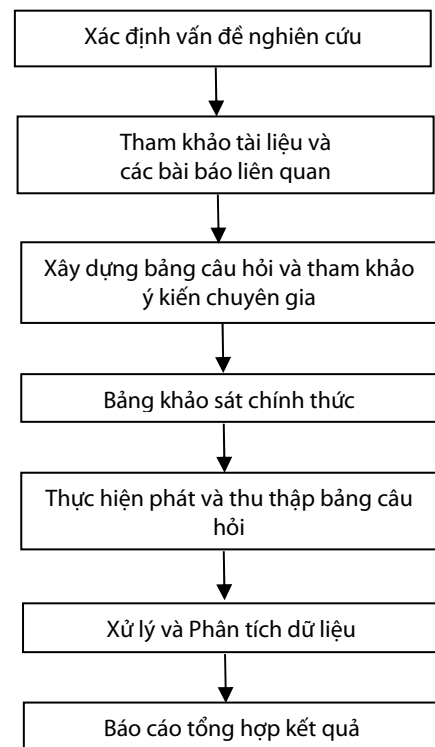 Xác định vấn đề nghiên cứu
Tham khảo tài liệu và
các bài báo liên quan
Xây dựng bảng câu hỏi và tham khảo
ý kiến chuyên gia
Bảng khảo sát chính thức
Thực hiện phát và thu thập bảng câu
hỏi
Xử lý và Phân tích dữ liệu
Báo cáo tổng hợp kết quả